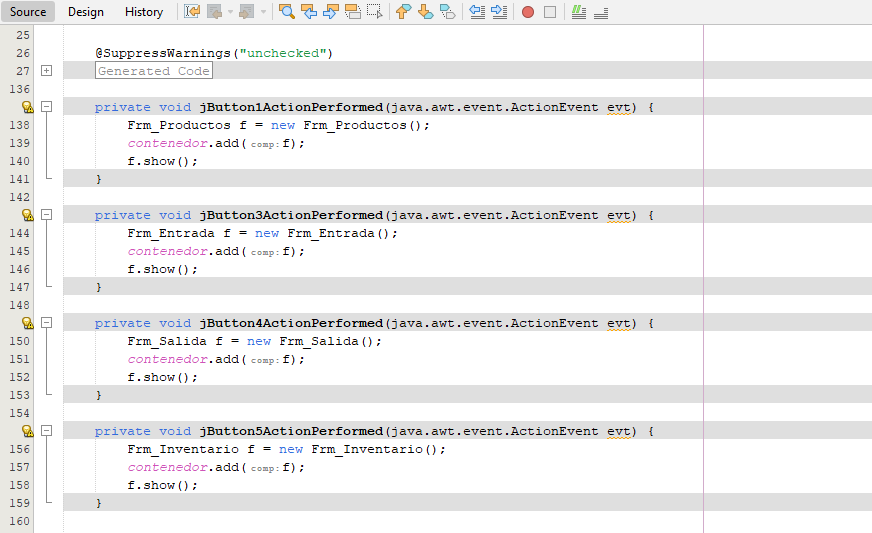 Source Design History
25
26 @SuppressWarnings("unchecked")
27 Generated Code
136
private void jButton1ActionPerformed(java.awt.event.ActionEvent evt) {
138 Frm_Productos f = new Frm_Productos();
139 contenedor.add( comp: f);
140 f.show();
141 }
142
private void jButton3ActionPerformed(java.awt.event.ActionEvent evt) {
144 Frm_Entrada f = new Frm_Entrada();
145 contenedor.add( comp: f);
146 f.show();
147 }
148
private void jButton4ActionPerformed(java.awt.event.ActionEvent evt) {
150 Frm_Salida f = new Frm_Salida();
151 contenedor.add( comp: f);
152 f.show();
153 }
154
private void jButton5ActionPerformed(java.awt.event.ActionEvent evt) {
156 Frm_Inventario f = new Frm_Inventario();
157 contenedor.add( comp: f);
158 f.show();
159 }
160